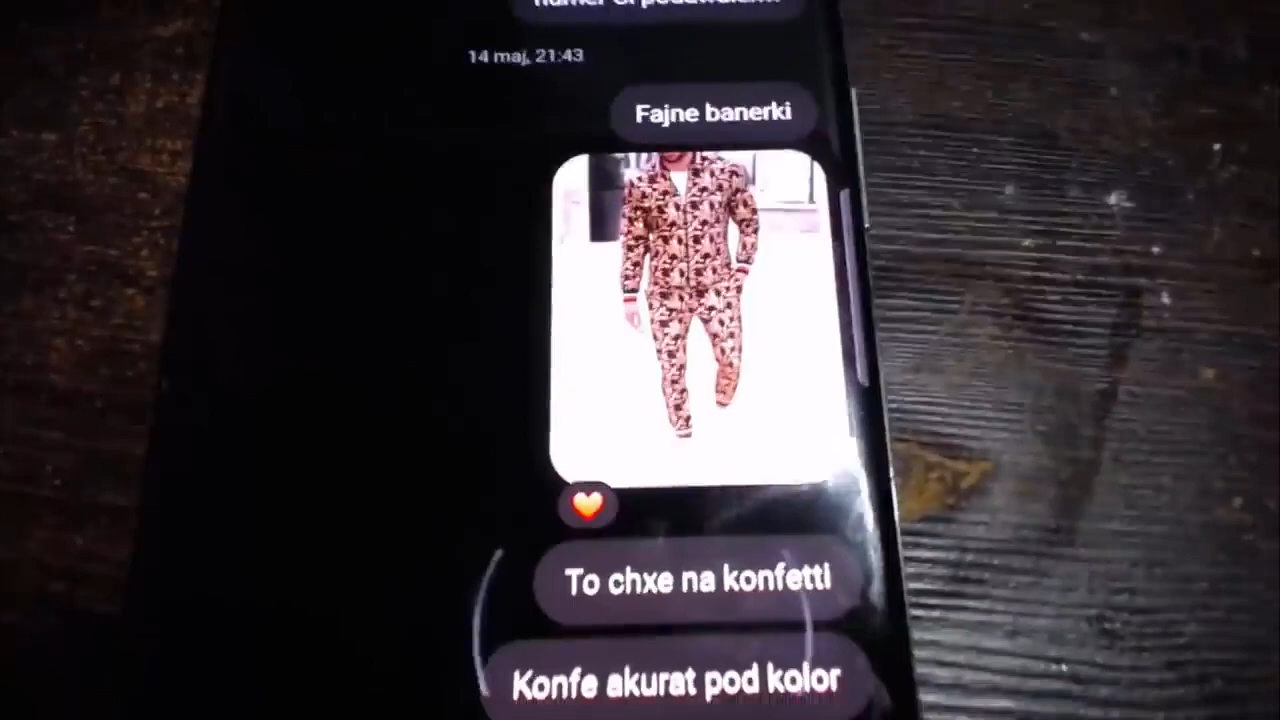 14 maj, 21:43
Fajne banerki
To chxe na konfetti
Konfe akurat pod kolor